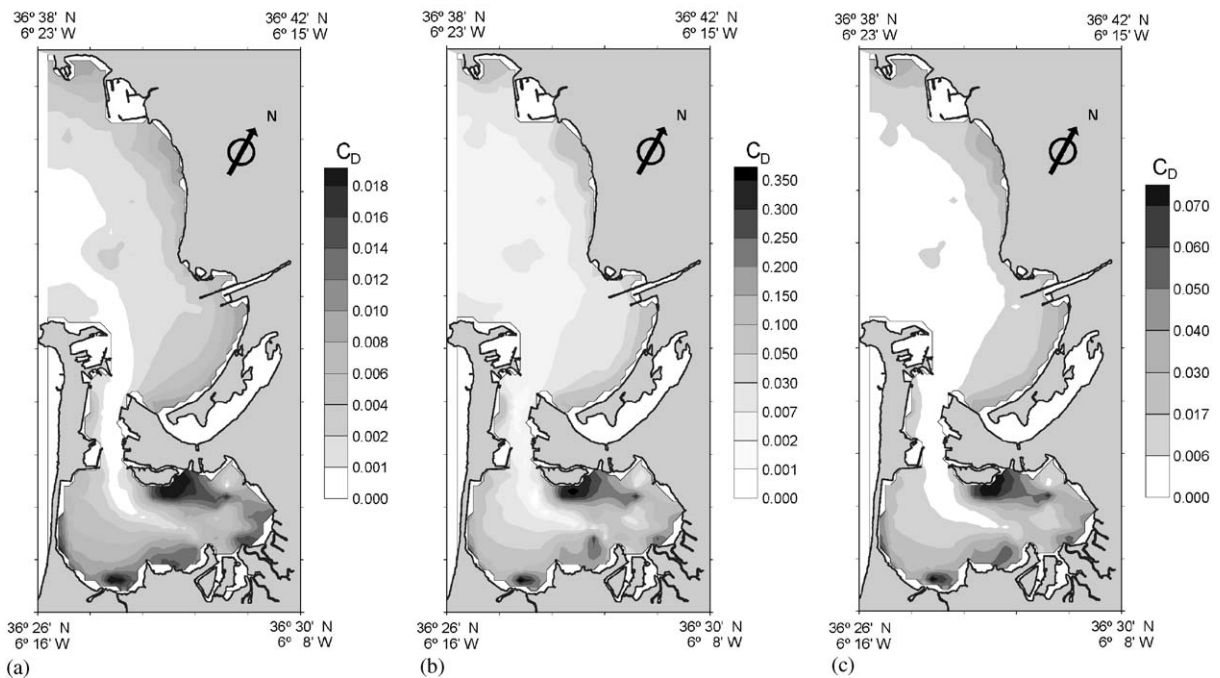 36º 38' N
6º 23' W
36º 42'
6º 15' W
N
C_D
0.018
0.016
0.014
0.012
0.010
0.008
0.006
0.004
0.002
0.001
0.000
36º 26' N
6º 16' W
36º 30' N
6º 8' W
(a)
36º 38' N
6º 23' W
36º 42' N
6º 15' W
N
C_D
0.350
0.300
0.250
0.200
0.150
0.100
0.050
0.030
0.007
0.002
0.001
0.000
36º 26' N
6º 16' W
36º 30' N
6º 8' W
(b)
36º 38' N
6º 23' W
36º 42' N
6º 15' W
N
C_D
0.070
0.060
0.050
0.040
0.030
0.017
0.006
0.000
36º 26' N
6º 16' W
36º 30' N
6º 8' W
(c)